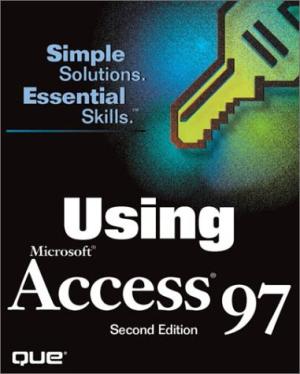 Simple
Solutions.
Essential
Skills.™
Using
Microsoft®
Access® 97
Second Edition
QUE®